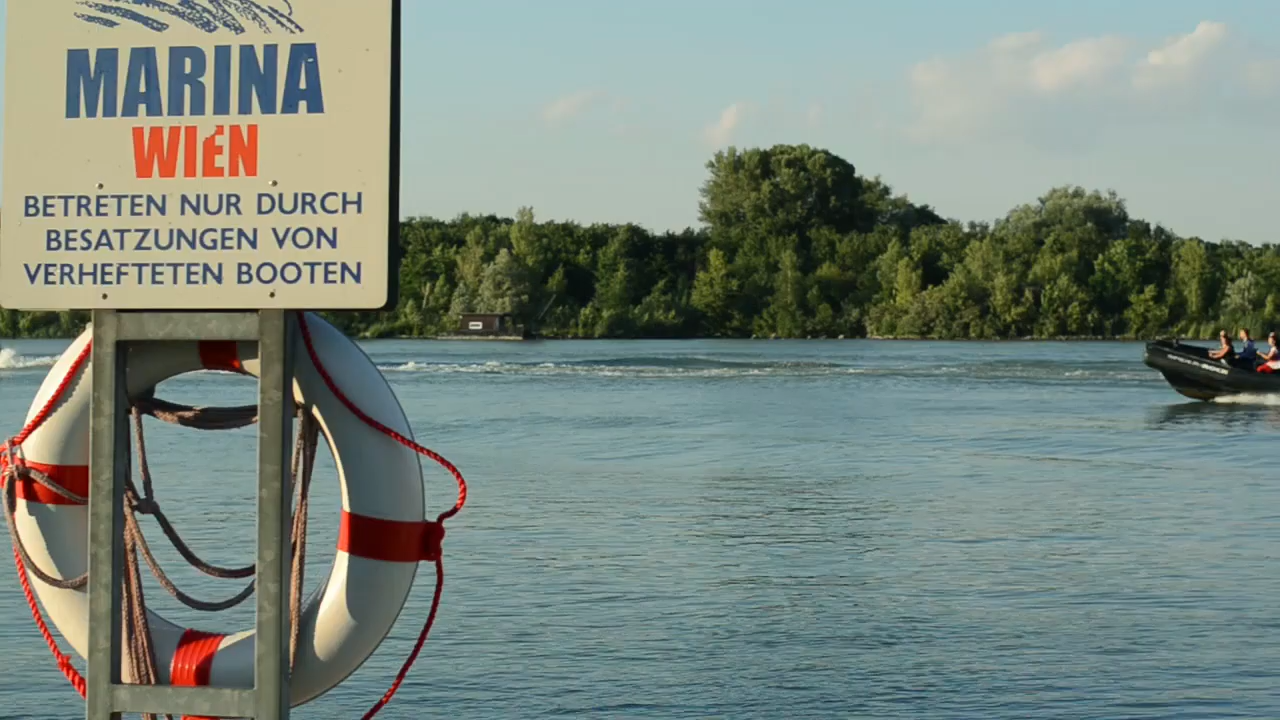 MARINA
WIEN
BETRETEN NUR DURCH
BESATZUNGEN VON
VERHEFTETEN BOOTEN